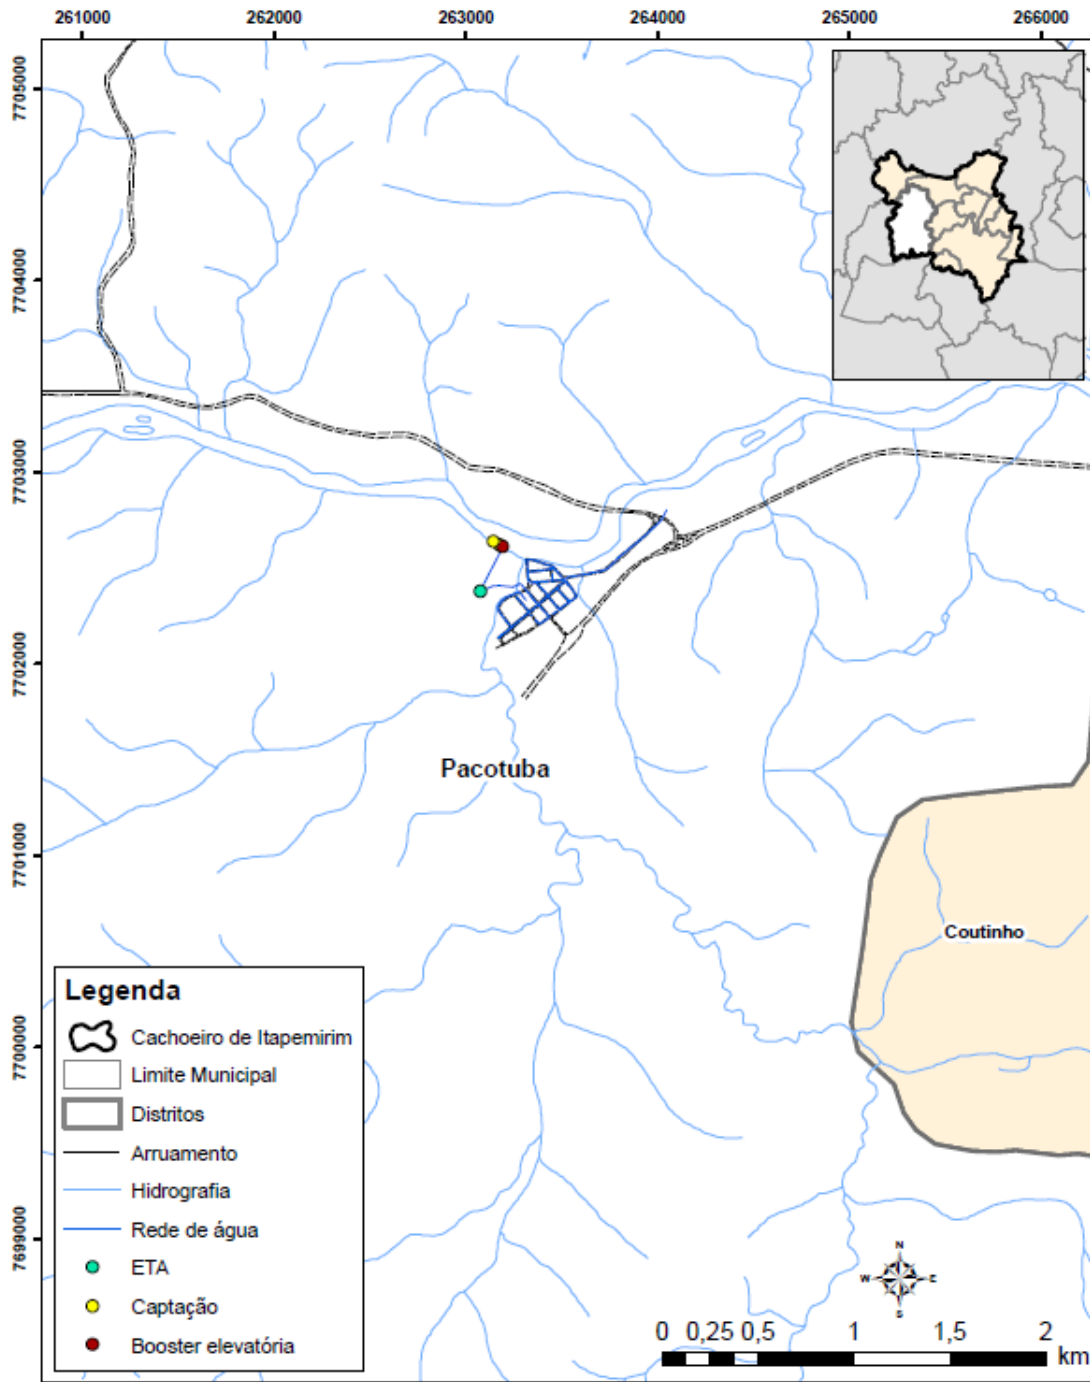 261000 262000 263000 264000 265000 266000
7705000
7704000
7703000
7702000
7701000
7700000
7699000
Pacotuba
Coutinho
Legenda
Cachoeiro de Itapemirim
Limite Municipal
Distritos
Arruamento
Hidrografia
Rede de água
ETA
Captação
Booster elevatória
N
W E
S
0 0,25 0,5 1 1,5 2
km